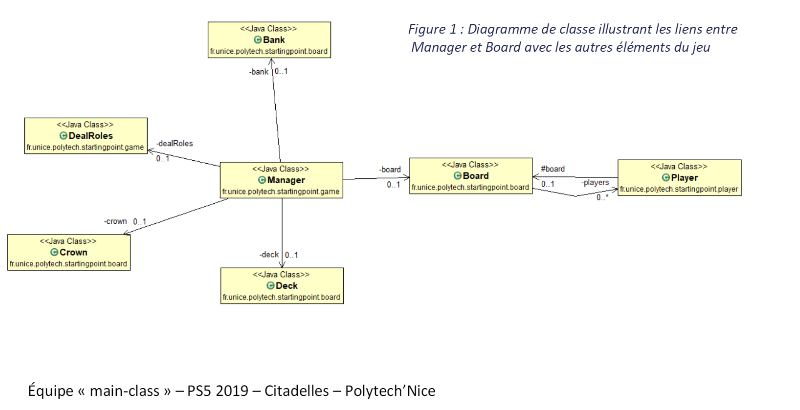 Figure 1 : Diagramme de classe illustrant les liens entre
Manager et Board avec les autres éléments du jeu
<<Java Class>>
Bank
fr.unice.polytech.startingpoint.board
-bank 0..1
<<Java Class>>
DealRoles
fr.unice.polytech.startingpoint.game
-dealRoles
0..1
<<Java Class>>
Manager
fr.unice.polytech.startingpoint.game
-board
0..1
<<Java Class>>
Board
fr.unice.polytech.startingpoint.board
#board
0..1
-players
0..*
<<Java Class>>
Player
fr.unice.polytech.startingpoint.player
-crown 0..1
<<Java Class>>
Crown
fr.unice.polytech.startingpoint.board
-deck 0..1
<<Java Class>>
Deck
fr.unice.polytech.startingpoint.board
Équipe « main-class » – PS5 2019 – Citadelles – Polytech’Nice